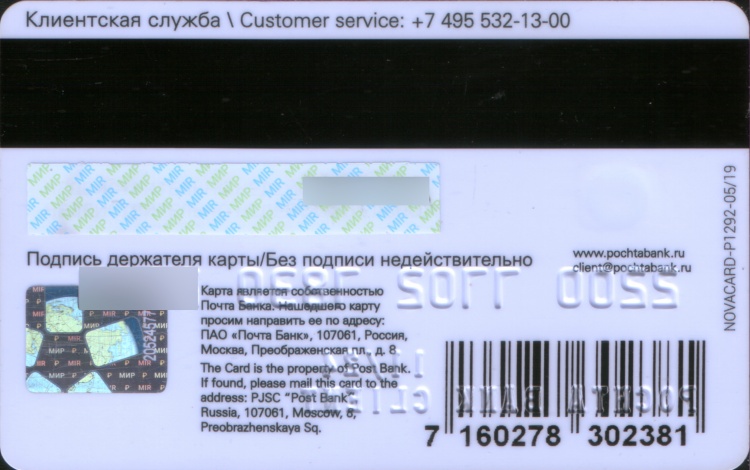 Клиентская служба \ Customer service: +7 495 532-13-00
Подпись держателя карты/Без подписи недействительно
www.pochtabank.ru
client@pochtabank.ru
NOVACARD-P1292-05/19
MIR МИР
20524577
Карта является собственностью
Почта Банка. Нашедшего карту
просим направить ее по адресу:
ПАО «Почта Банк», 107061, Россия,
Москва, Преображенская пл., д. 8
The Card is the property of Post Bank.
If found, please mail this card to the
address: PJSC "Post Bank",
Russia, 107061, Moscow, 8,
Preobrazhenskaya Sq.
7 160278 302381